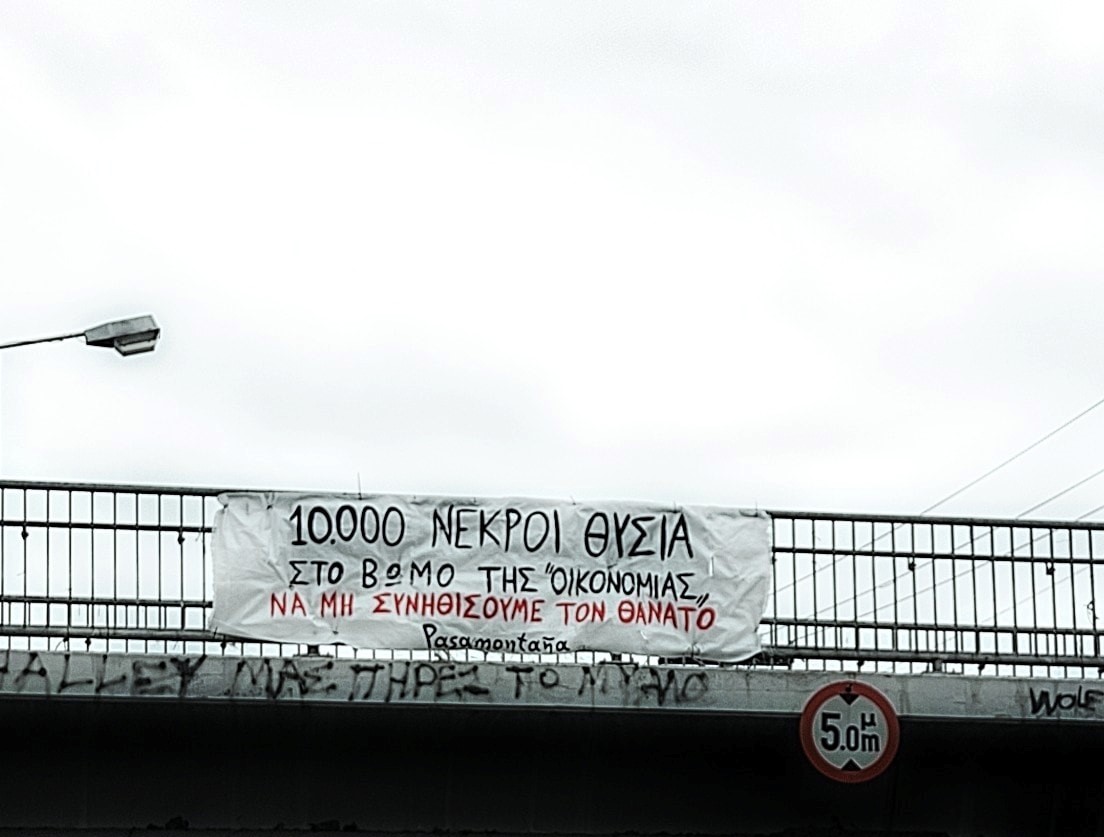 10.000 ΝΕΚΡΟΙ ΘΥΣΙΑ
ΣΤΟ ΒΩΜΟ ΤΗΣ "ΟΙΚΟΝΟΜΙΑΣ,,
ΝΑ ΜΗ ΣΥΝΗΘΙΣΟΥΜΕ ΤΟΝ ΘΑΝΑΤΟ
Pasamontaña
ΜΑΣ ΠΗΡΕΣ ΤΟ ΜΥΑΛΟ
WOLF
5.0 μ m